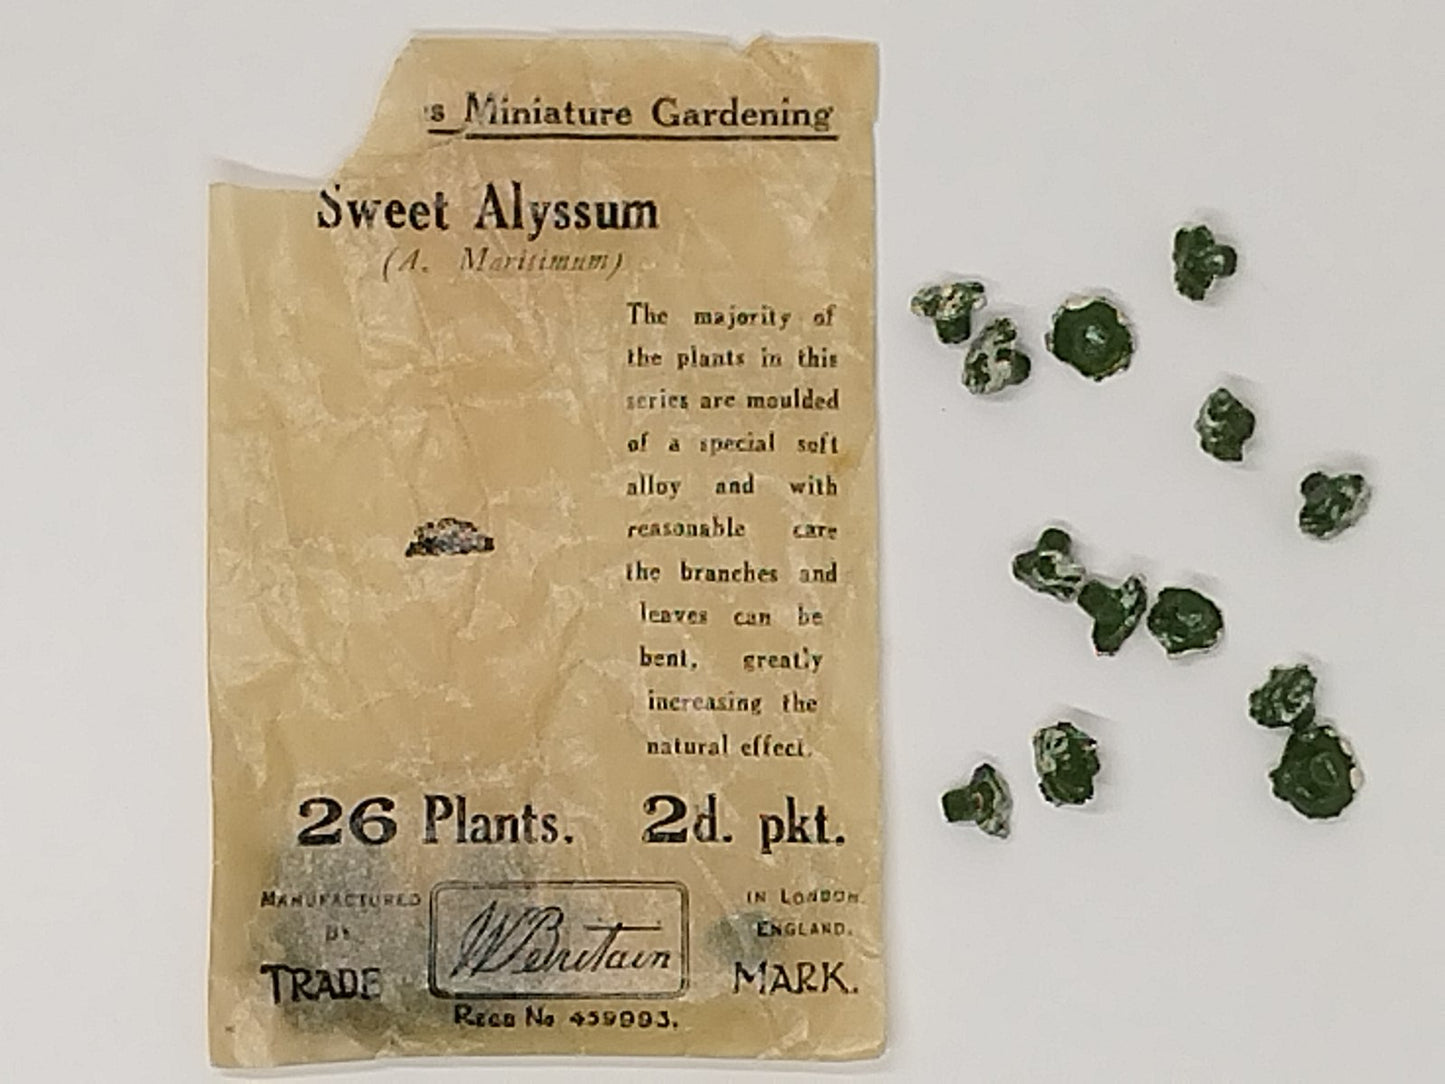 s Miniature Gardening
Sweet Alyssum
(A. Maritimum)
The majority of
the plants in this
series are moulded
of a special soft
alloy and with
reasonable care
the branches and
leaves can be
bent, greatly
increasing the
natural effect.
26 Plants. 2d. pkt.
MANUFACTURED
BY
TRADE
W Britain
IN LONDON.
ENGLAND.
MARK.
REGD No 459993.